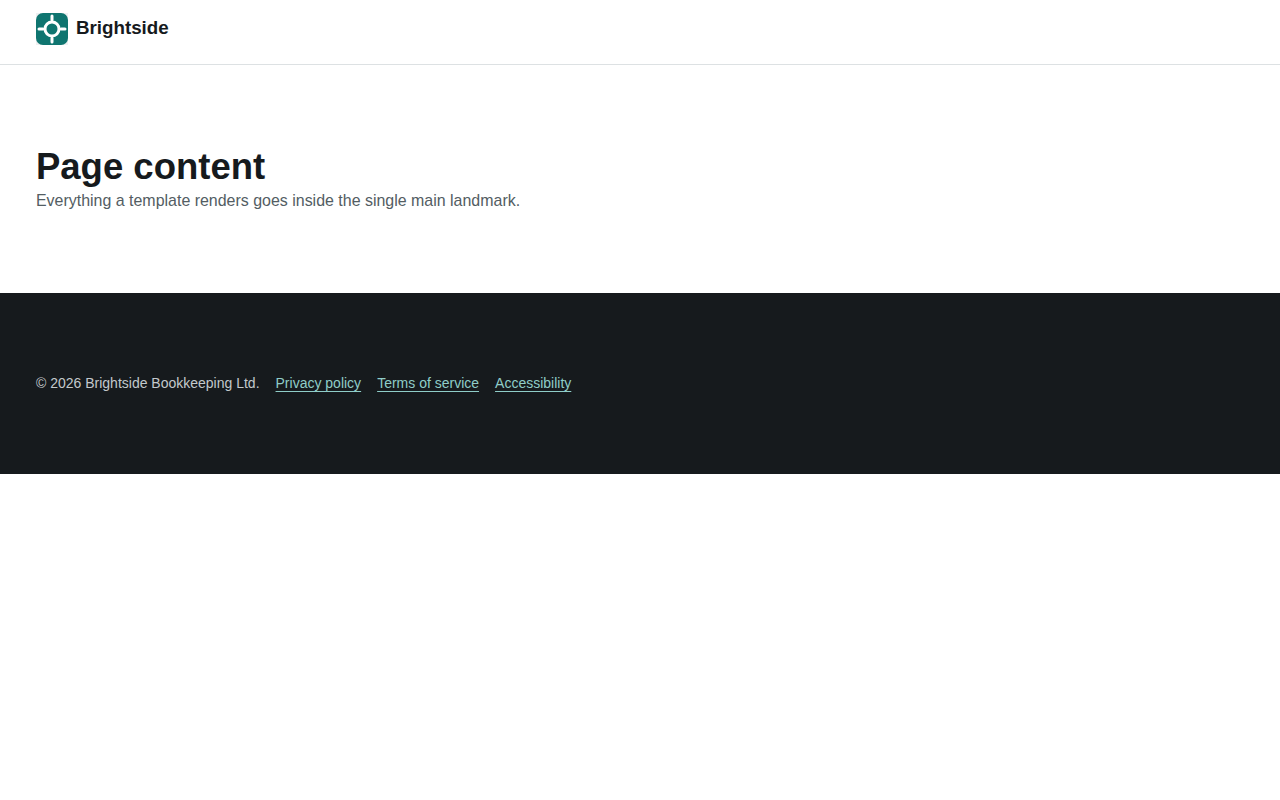 Brightside
Page content
Everything a template renders goes inside the single main landmark.
© 2026 Brightside Bookkeeping Ltd. Privacy policy Terms of service Accessibility